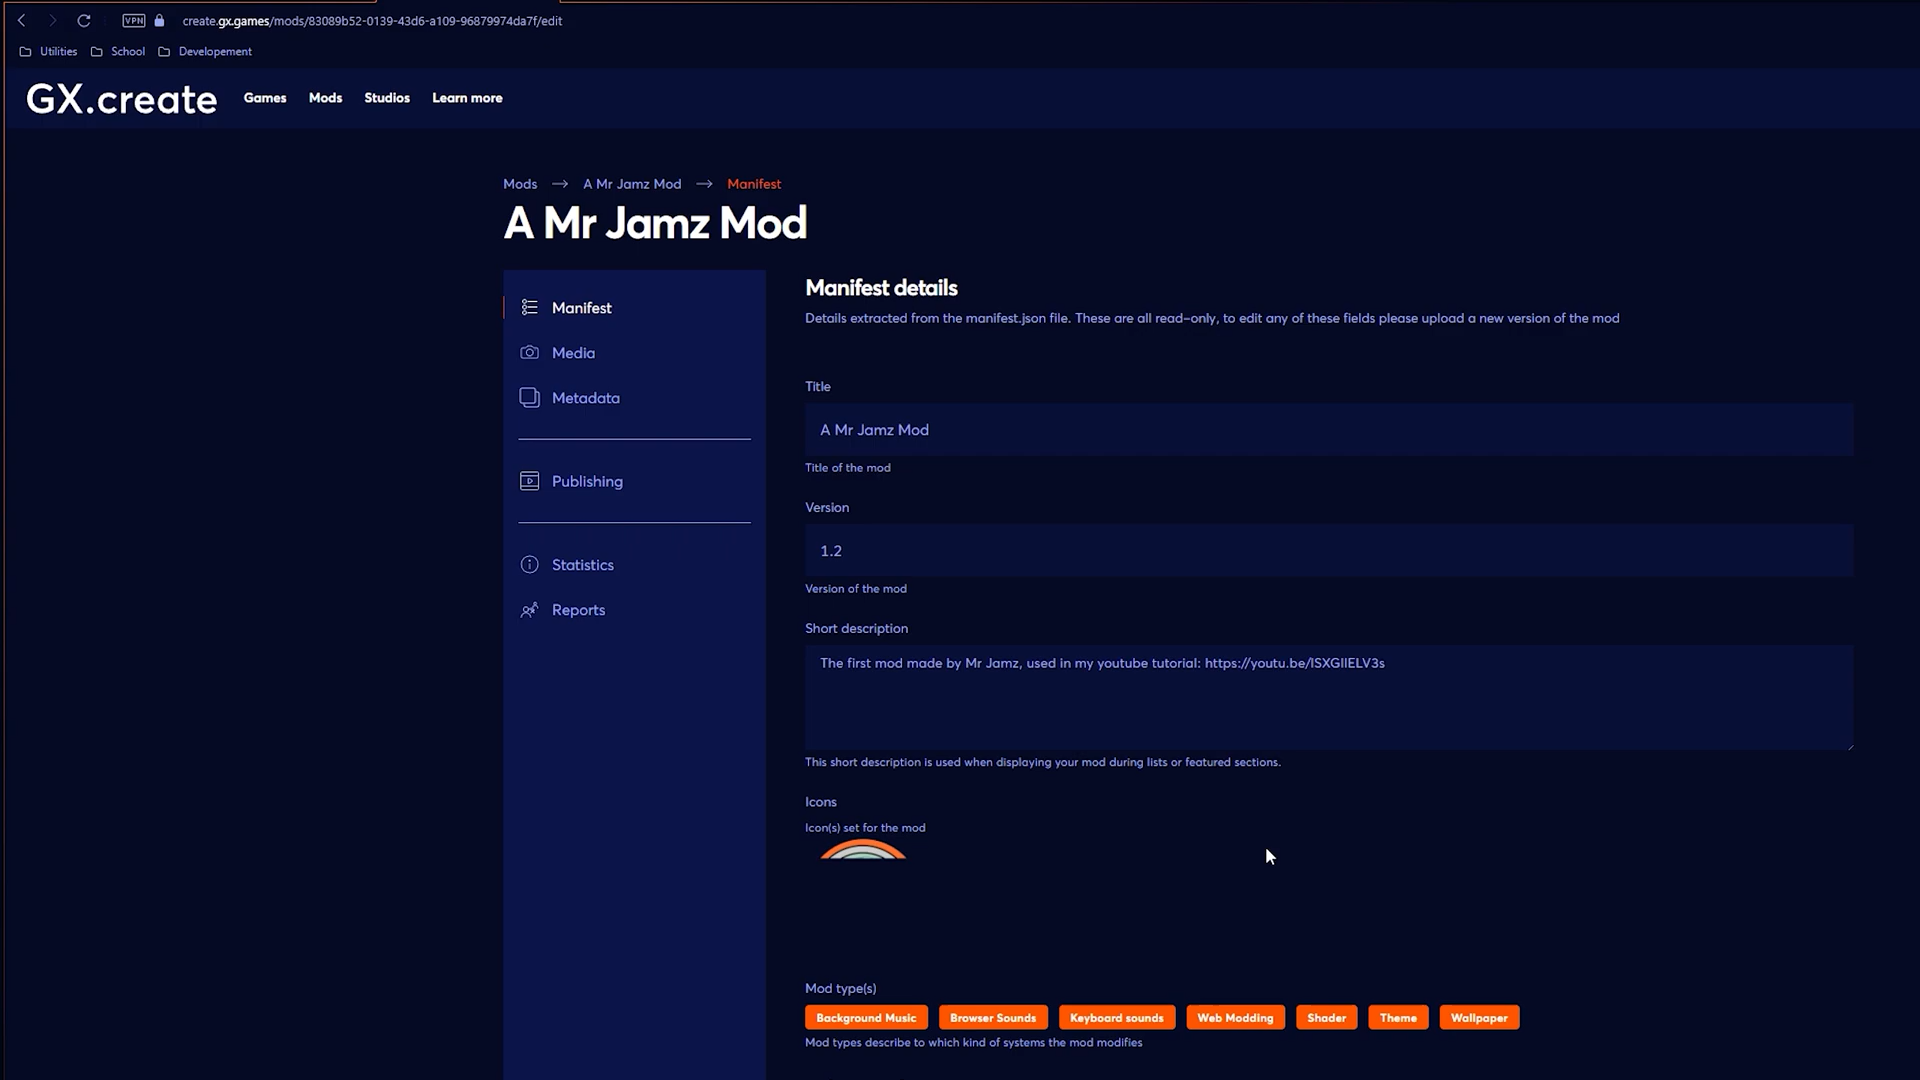 VPN create.gx.games/mods/83089b52-0139-43d6-a109-96879974da7f/edit
Utilities School Developement
GX.create Games Mods Studios Learn more
Mods → A Mr Jamz Mod → Manifest
A Mr Jamz Mod
Manifest
Media
Metadata
Publishing
Statistics
Reports
Manifest details
Details extracted from the manifest.json file. These are all read-only, to edit any of these fields please upload a new version of the mod
Title
A Mr Jamz Mod
Title of the mod
Version
1.2
Version of the mod
Short description
The first mod made by Mr Jamz, used in my youtube tutorial: https://youtu.be/lSXGIlELV3s
This short description is used when displaying your mod during lists or featured sections.
Icons
Icon(s) set for the mod
Mod type(s)
Background Music Browser Sounds Keyboard sounds Web Modding Shader Theme Wallpaper
Mod types describe to which kind of systems the mod modifies